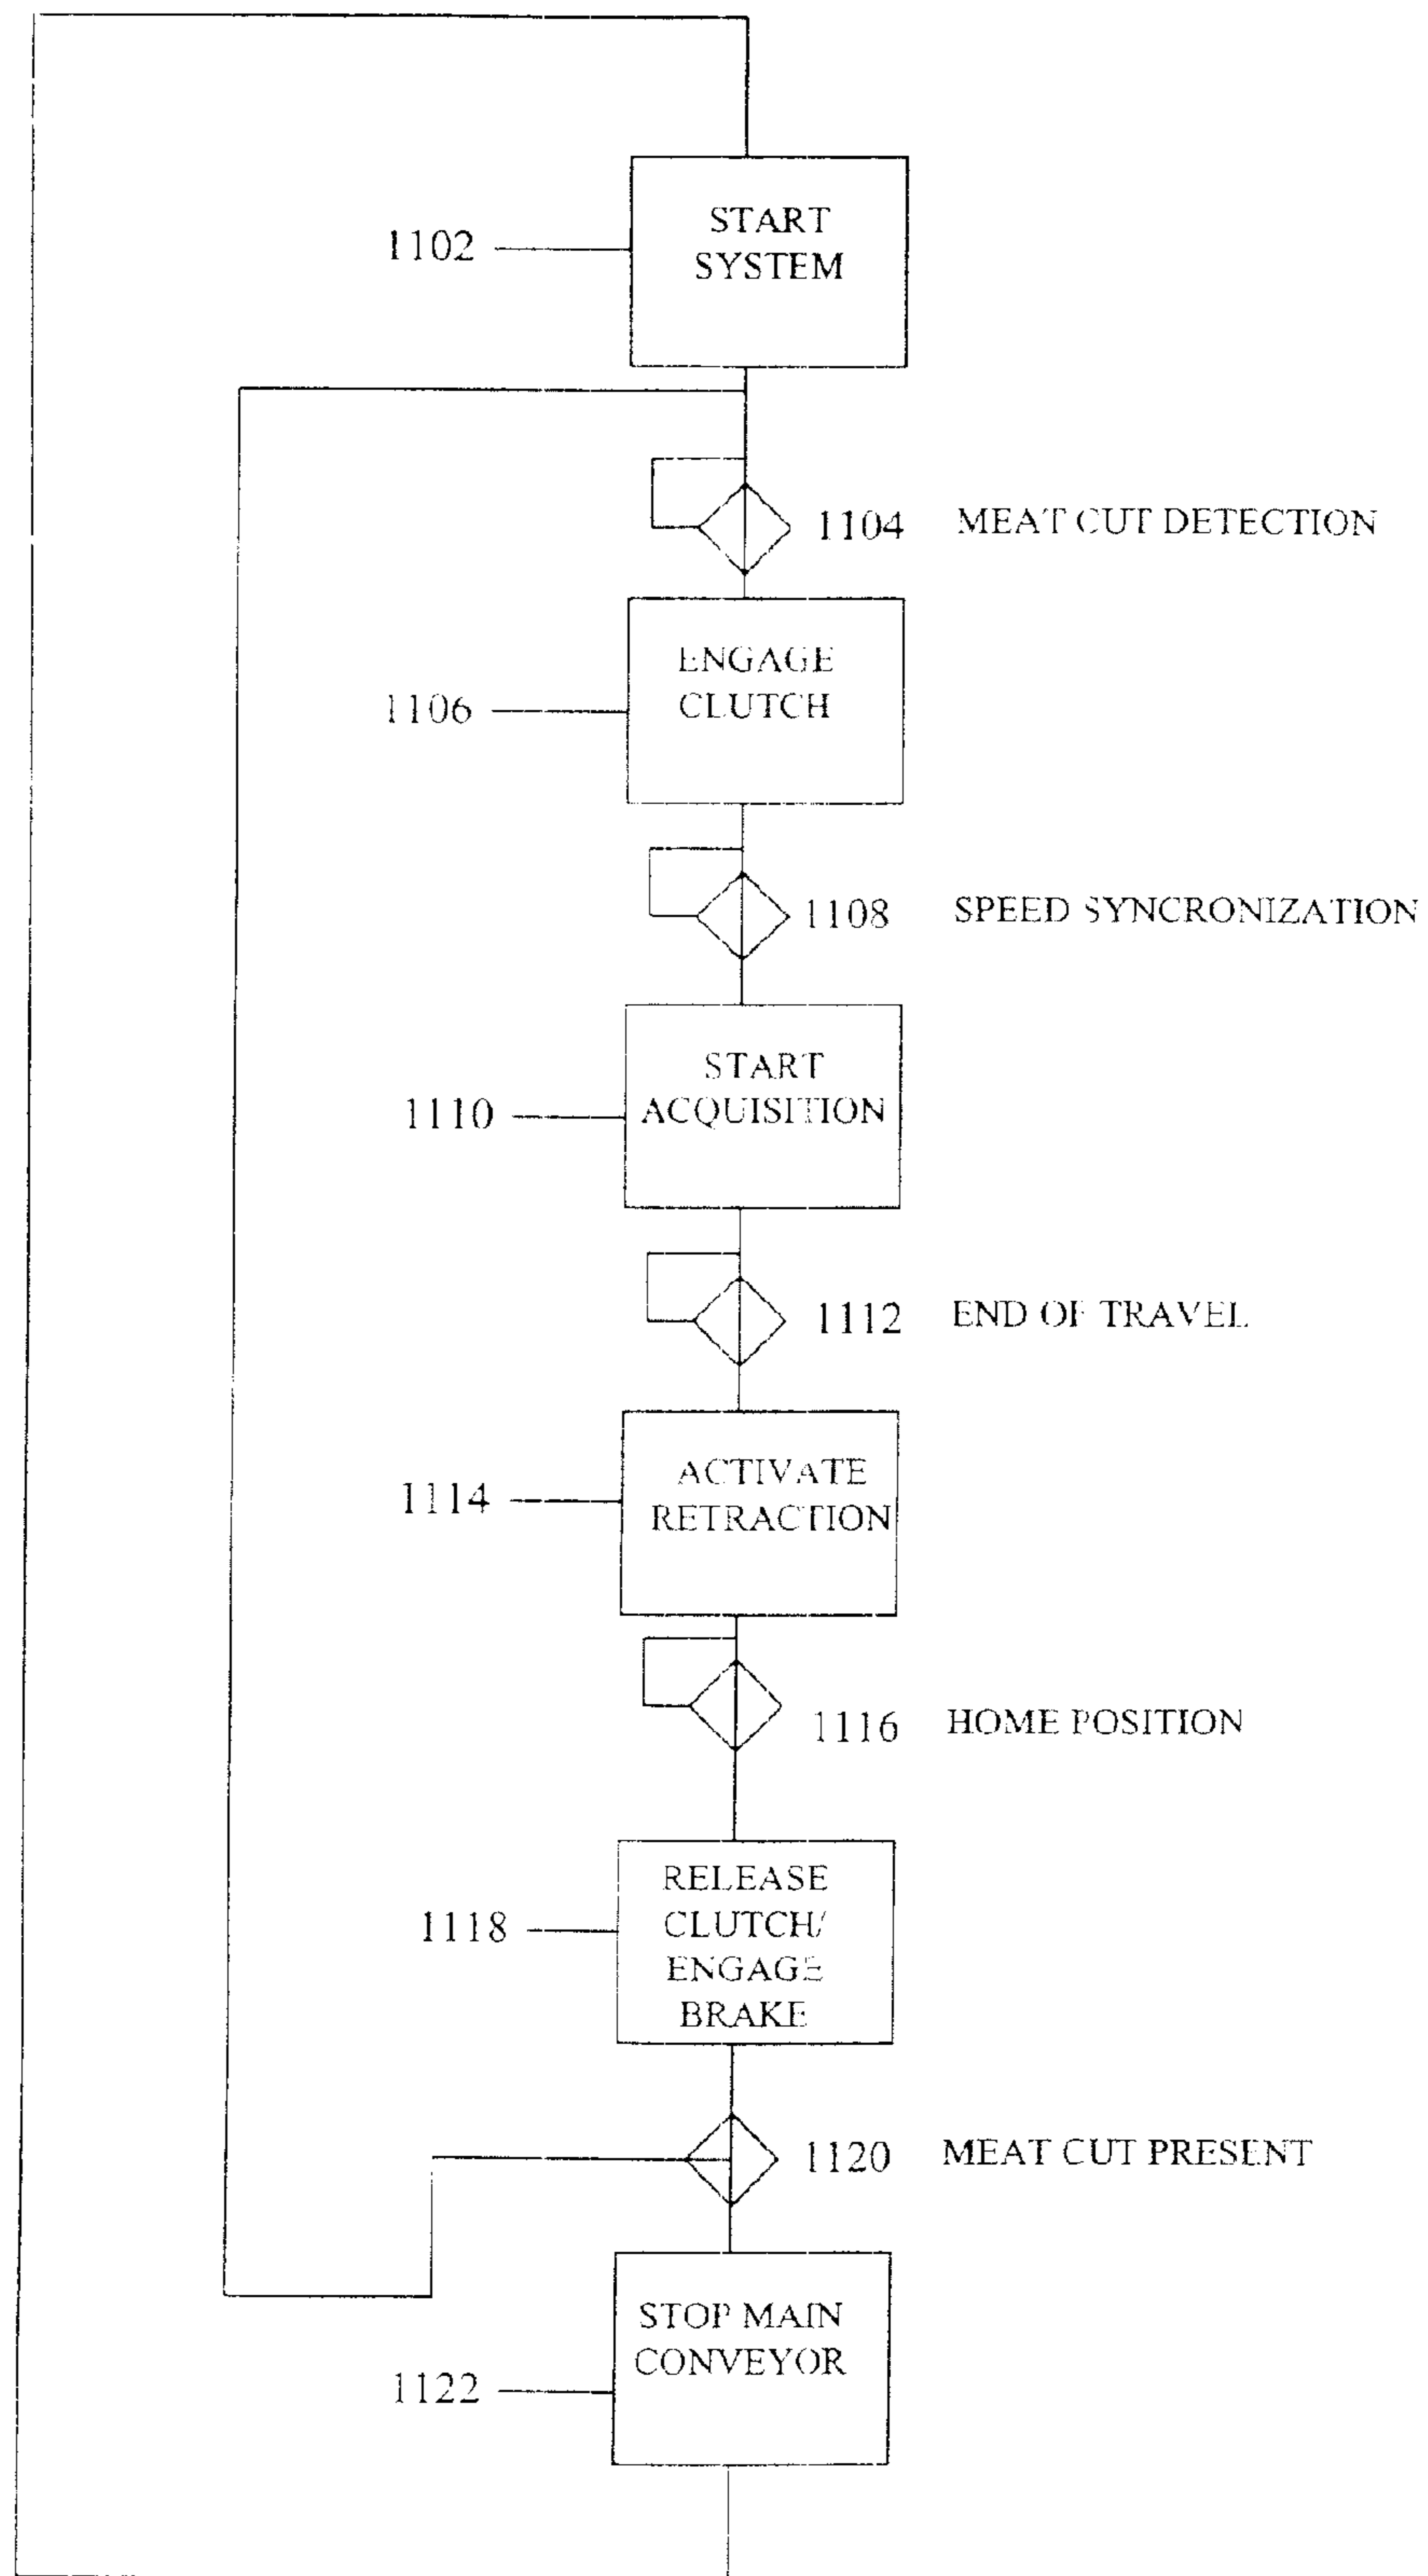 START
SYSTEM
1102
1104 MEAT CUT DETECTION
ENGAGE
CLUTCH
1106
1108 SPEED SYNCRONIZATION
START
ACQUISITION
1110
1112 END OF TRAVEL
ACTIVATE
RETRACTION
1114
1116 HOME POSITION
RELEASE
CLUTCH/
ENGAGE
BRAKE
1118
1120 MEAT CUT PRESENT
STOP MAIN
CONVEYOR
1122